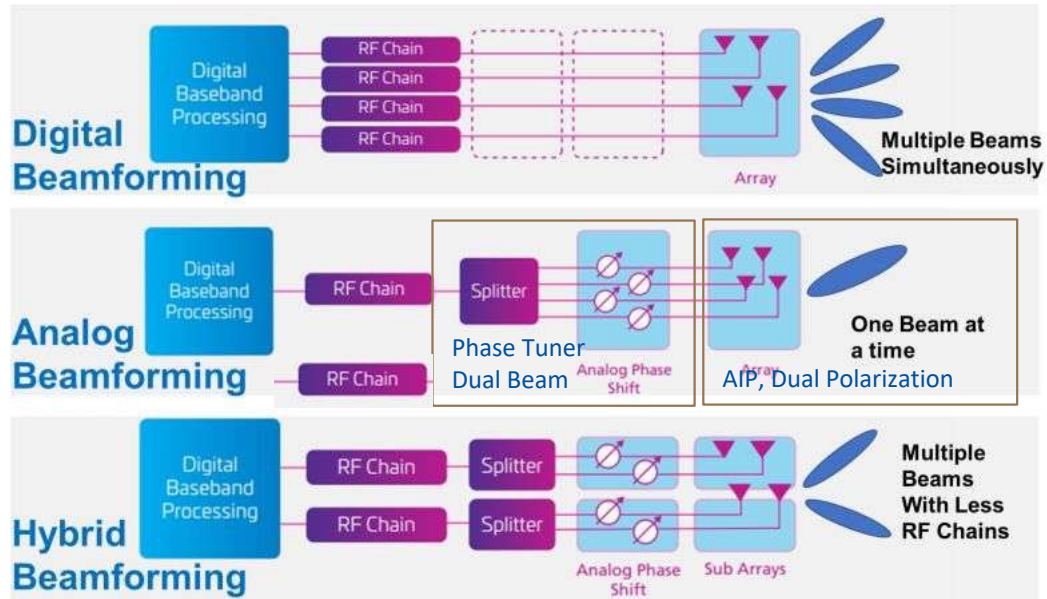 Digital
Beamforming
Digital
Baseband
Processing
RF Chain
RF Chain
RF Chain
RF Chain
Array
Multiple Beams
Simultaneously
Analog
Beamforming
Digital
Baseband
Processing
RF Chain
RF Chain
Splitter
Phase Tuner
Dual Beam
Analog Phase
Shift
Array
AIP, Dual Polarization
One Beam at
a time
Hybrid
Beamforming
Digital
Baseband
Processing
RF Chain
RF Chain
Splitter
Splitter
Analog Phase
Shift
Sub Arrays
Multiple
Beams
With Less
RF Chains